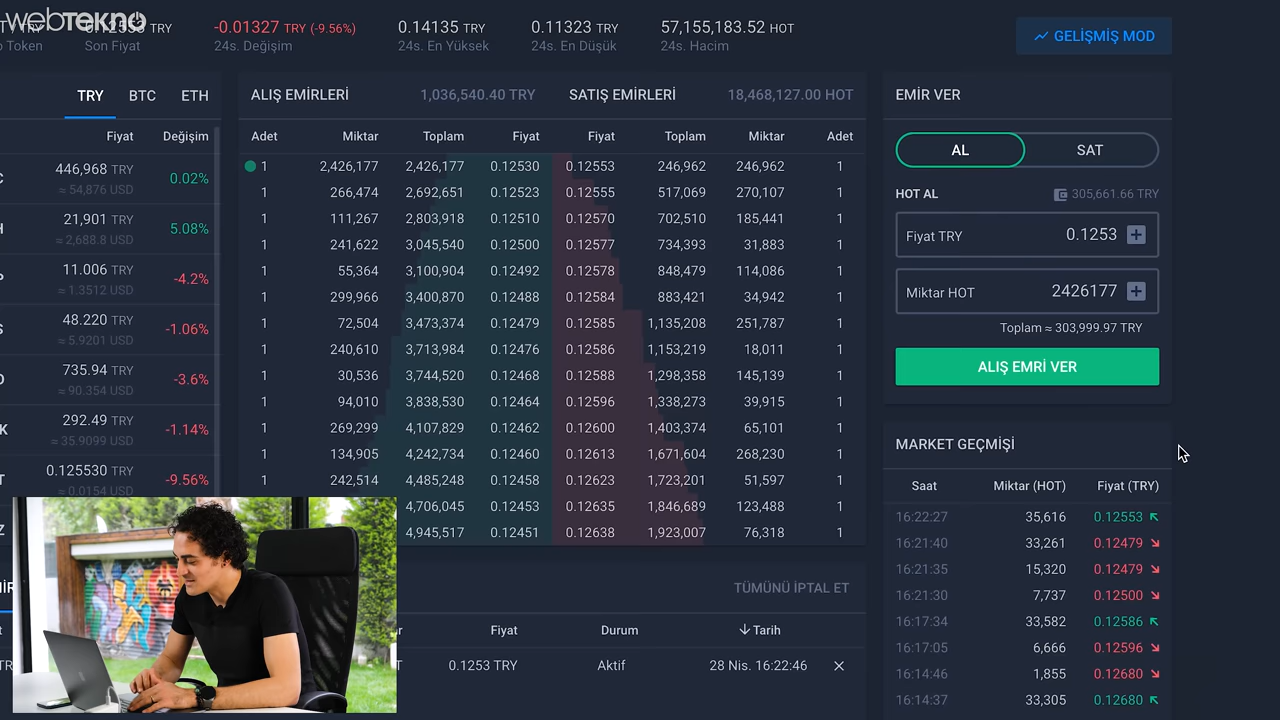 webtekno
TRY
-0.01327 TRY (-9.56%)
0.14135 TRY
0.11323 TRY
57,155,183.52 HOT
Token
Son Fiyat
24s. Değişim
24s. En Yüksek
24s. En Düşük
24s. Hacim
GELİŞMİŞ MOD
TRY BTC ETH
Fiyat Değişim
446,968 TRY 0.02%
≈ 54,876 USD
21,901 TRY 5.08%
≈ 2,688.8 USD
11.006 TRY -4.2%
≈ 1.3512 USD
48.220 TRY -1.06%
≈ 5.9201 USD
735.94 TRY -3.6%
≈ 90.354 USD
292.49 TRY -1.14%
≈ 35.9099 USD
0.125530 TRY -9.56%
≈ 0.0154 USD
ALIŞ EMİRLERİ 1,036,540.40 TRY SATIŞ EMİRLERİ 18,468,127.00 HOT
Adet Miktar Toplam Fiyat Fiyat Toplam Miktar Adet
1 2,426,177 2,426,177 0.12530 0.12553 246,962 246,962 1
1 266,474 2,692,651 0.12523 0.12555 517,069 270,107 1
1 111,267 2,803,918 0.12510 0.12570 702,510 185,441 1
1 241,622 3,045,540 0.12500 0.12577 734,393 31,883 1
1 55,364 3,100,904 0.12492 0.12578 848,479 114,086 1
1 299,966 3,400,870 0.12488 0.12584 883,421 34,942 1
1 72,504 3,473,374 0.12479 0.12585 1,135,208 251,787 1
1 240,610 3,713,984 0.12476 0.12586 1,153,219 18,011 1
1 30,536 3,744,520 0.12468 0.12588 1,298,358 145,139 1
1 94,010 3,838,530 0.12464 0.12596 1,338,273 39,915 1
1 269,299 4,107,829 0.12462 0.12600 1,403,374 65,101 1
1 134,905 4,242,734 0.12460 0.12613 1,671,604 268,230 1
1 242,514 4,485,248 0.12458 0.12623 1,723,201 51,597 1
4,706,045 0.12453 0.12635 1,846,689 123,488 1
4,945,517 0.12451 0.12638 1,923,007 76,318 1
TÜMÜNÜ İPTAL ET
Fiyat Durum Tarih
0.1253 TRY Aktif 28 Nis. 16:22:46
EMİR VER
AL SAT
HOT AL 305,661.66 TRY
Fiyat TRY 0.1253
Miktar HOT 2426177
Toplam ≈ 303,999.97 TRY
ALIŞ EMRİ VER
MARKET GEÇMİŞİ
Saat Miktar (HOT) Fiyat (TRY)
16:22:27 35,616 0.12553
16:21:40 33,261 0.12479
16:21:35 15,320 0.12479
16:21:30 7,737 0.12500
16:17:34 33,582 0.12586
16:17:05 6,666 0.12596
16:14:46 1,855 0.12680
16:14:37 33,305 0.12680